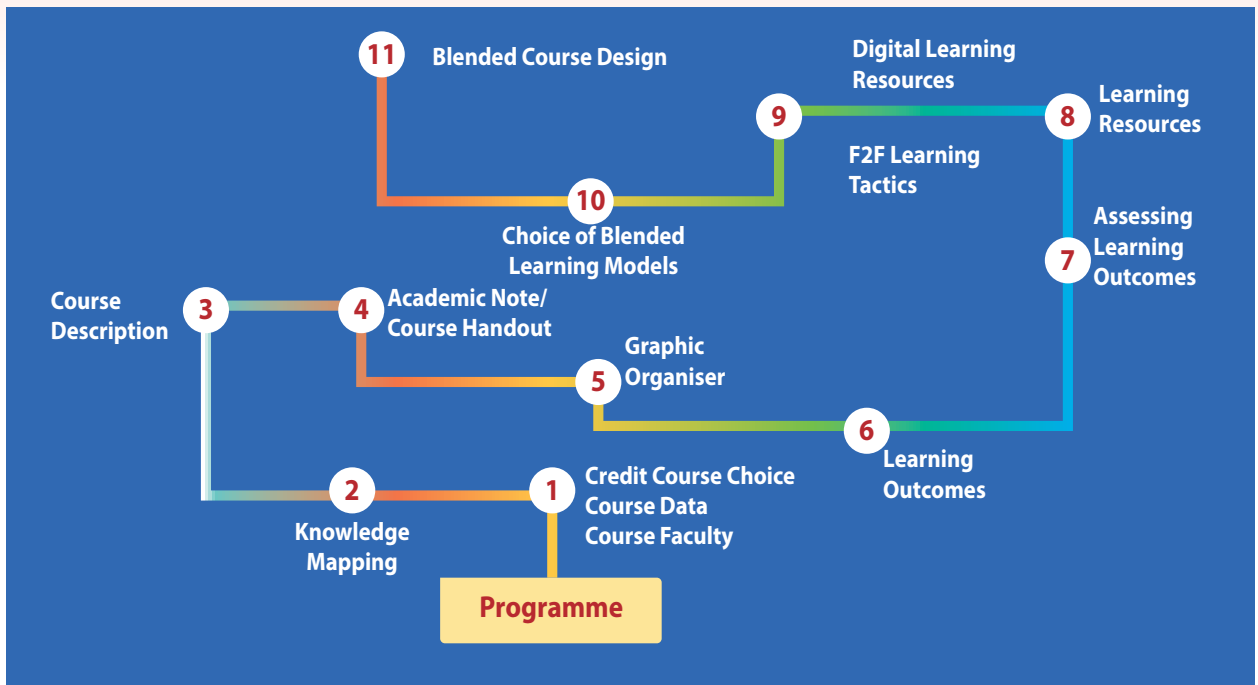 11
Blended Course Design
Digital Learning
Resources
9
8
Learning
Resources
F2F Learning
Tactics
10
Choice of Blended
Learning Models
Assessing
Learning
Outcomes
7
Course
Description
3
4
Academic Note/
Course Handout
Graphic
Organiser
5
6
Learning
Outcomes
2
Knowledge
Mapping
1
Credit Course Choice
Course Data
Course Faculty
Programme